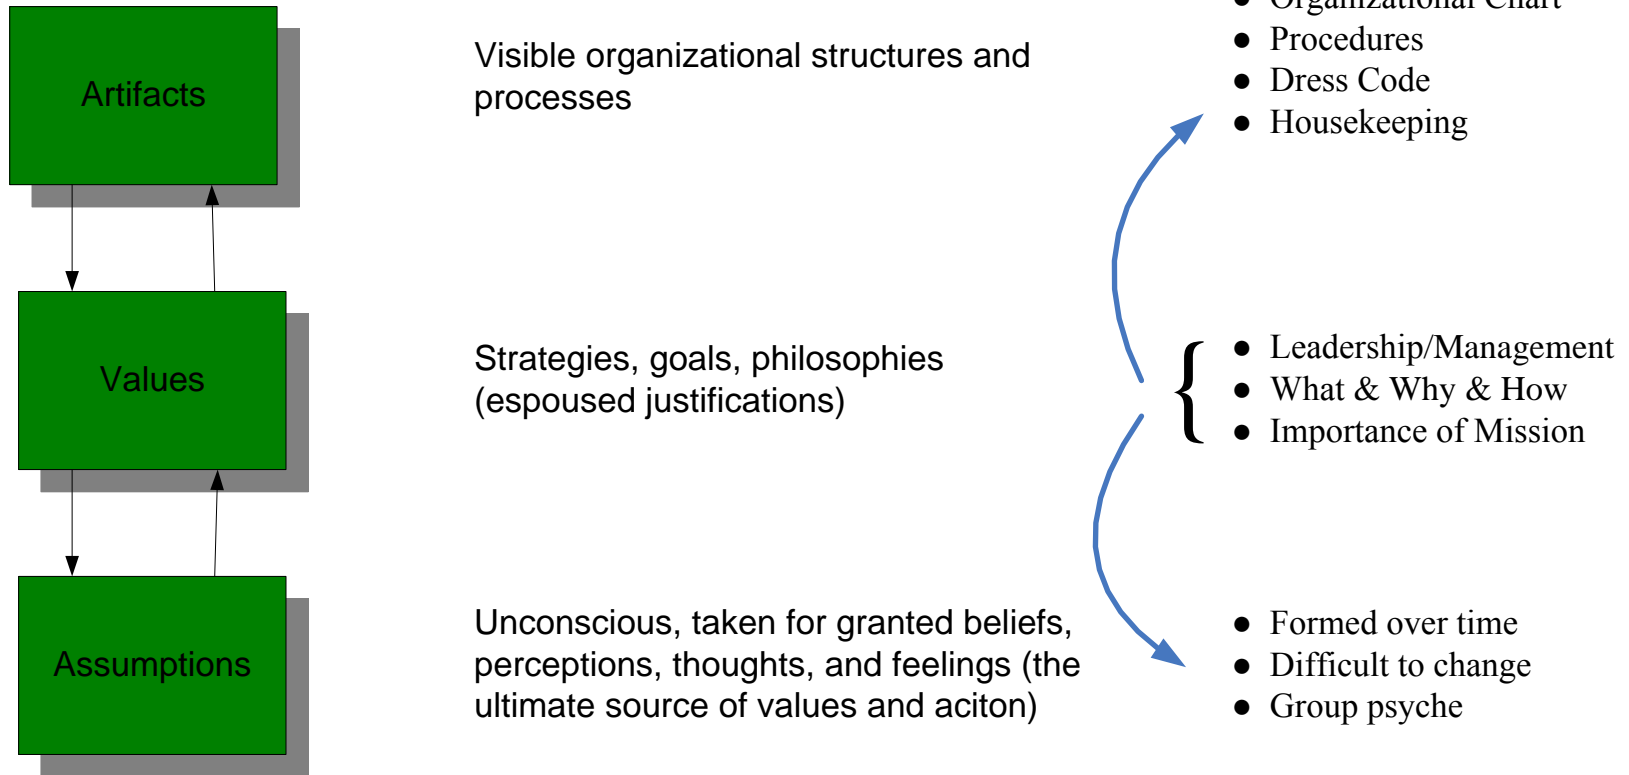 ● Organizational Chart
● Procedures
● Dress Code
● Housekeeping
Artifacts
Visible organizational structures and
processes
Values
Strategies, goals, philosophies
(espoused justifications)
● Leadership/Management
● What & Why & How
● Importance of Mission
Assumptions
Unconscious, taken for granted beliefs,
perceptions, thoughts, and feelings (the
ultimate source of values and aciton)
● Formed over time
● Difficult to change
● Group psyche